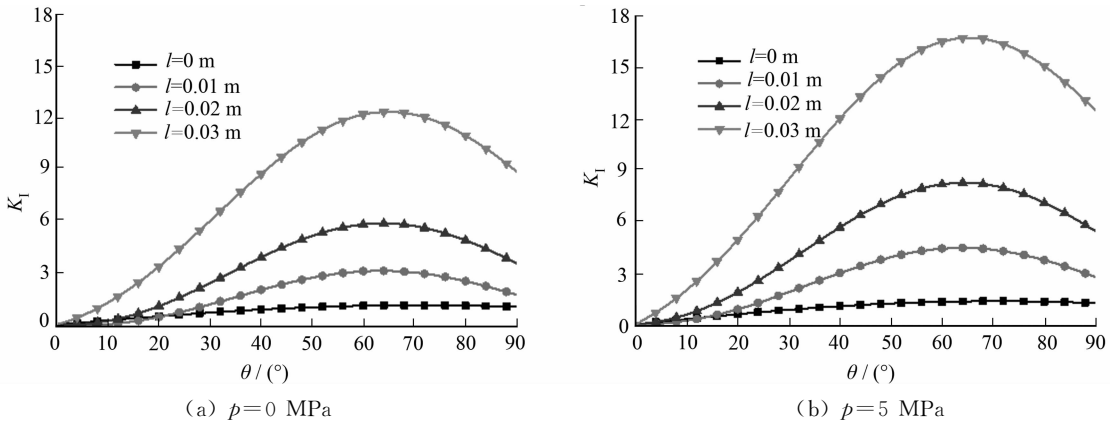 18
15
12
9
6
3
0
K_I
l=0 m
l=0.01 m
l=0.02 m
l=0.03 m
0 10 20 30 40 50 60 70 80 90
θ / (°)
(a) p=0 MPa
18
15
12
9
6
3
0
K_I
l=0 m
l=0.01 m
l=0.02 m
l=0.03 m
0 10 20 30 40 50 60 70 80 90
θ / (°)
(b) p=5 MPa